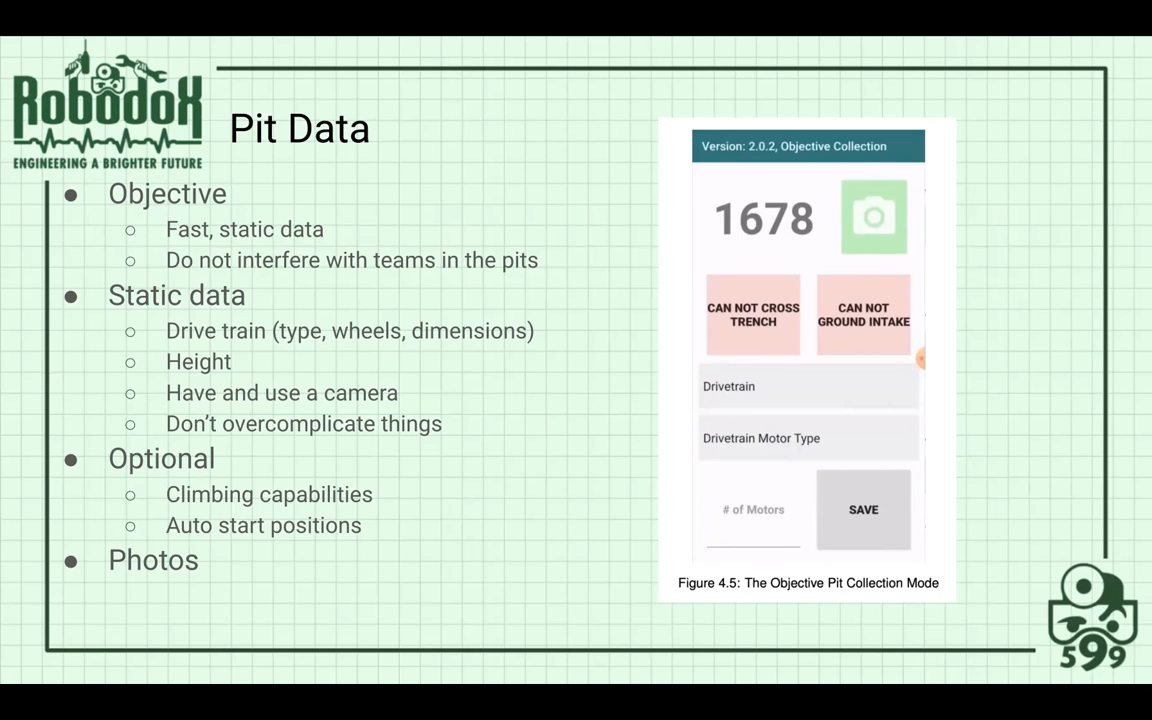 RoboDoX
ENGINEERING A BRIGHTER FUTURE
Pit Data
● Objective
○ Fast, static data
○ Do not interfere with teams in the pits
● Static data
○ Drive train (type, wheels, dimensions)
○ Height
○ Have and use a camera
○ Don’t overcomplicate things
● Optional
○ Climbing capabilities
○ Auto start positions
● Photos
Version: 2.0.2, Objective Collection
1678
CAN NOT CROSS
TRENCH
CAN NOT
GROUND INTAKE
Drivetrain
Drivetrain Motor Type
# of Motors
SAVE
Figure 4.5: The Objective Pit Collection Mode
599